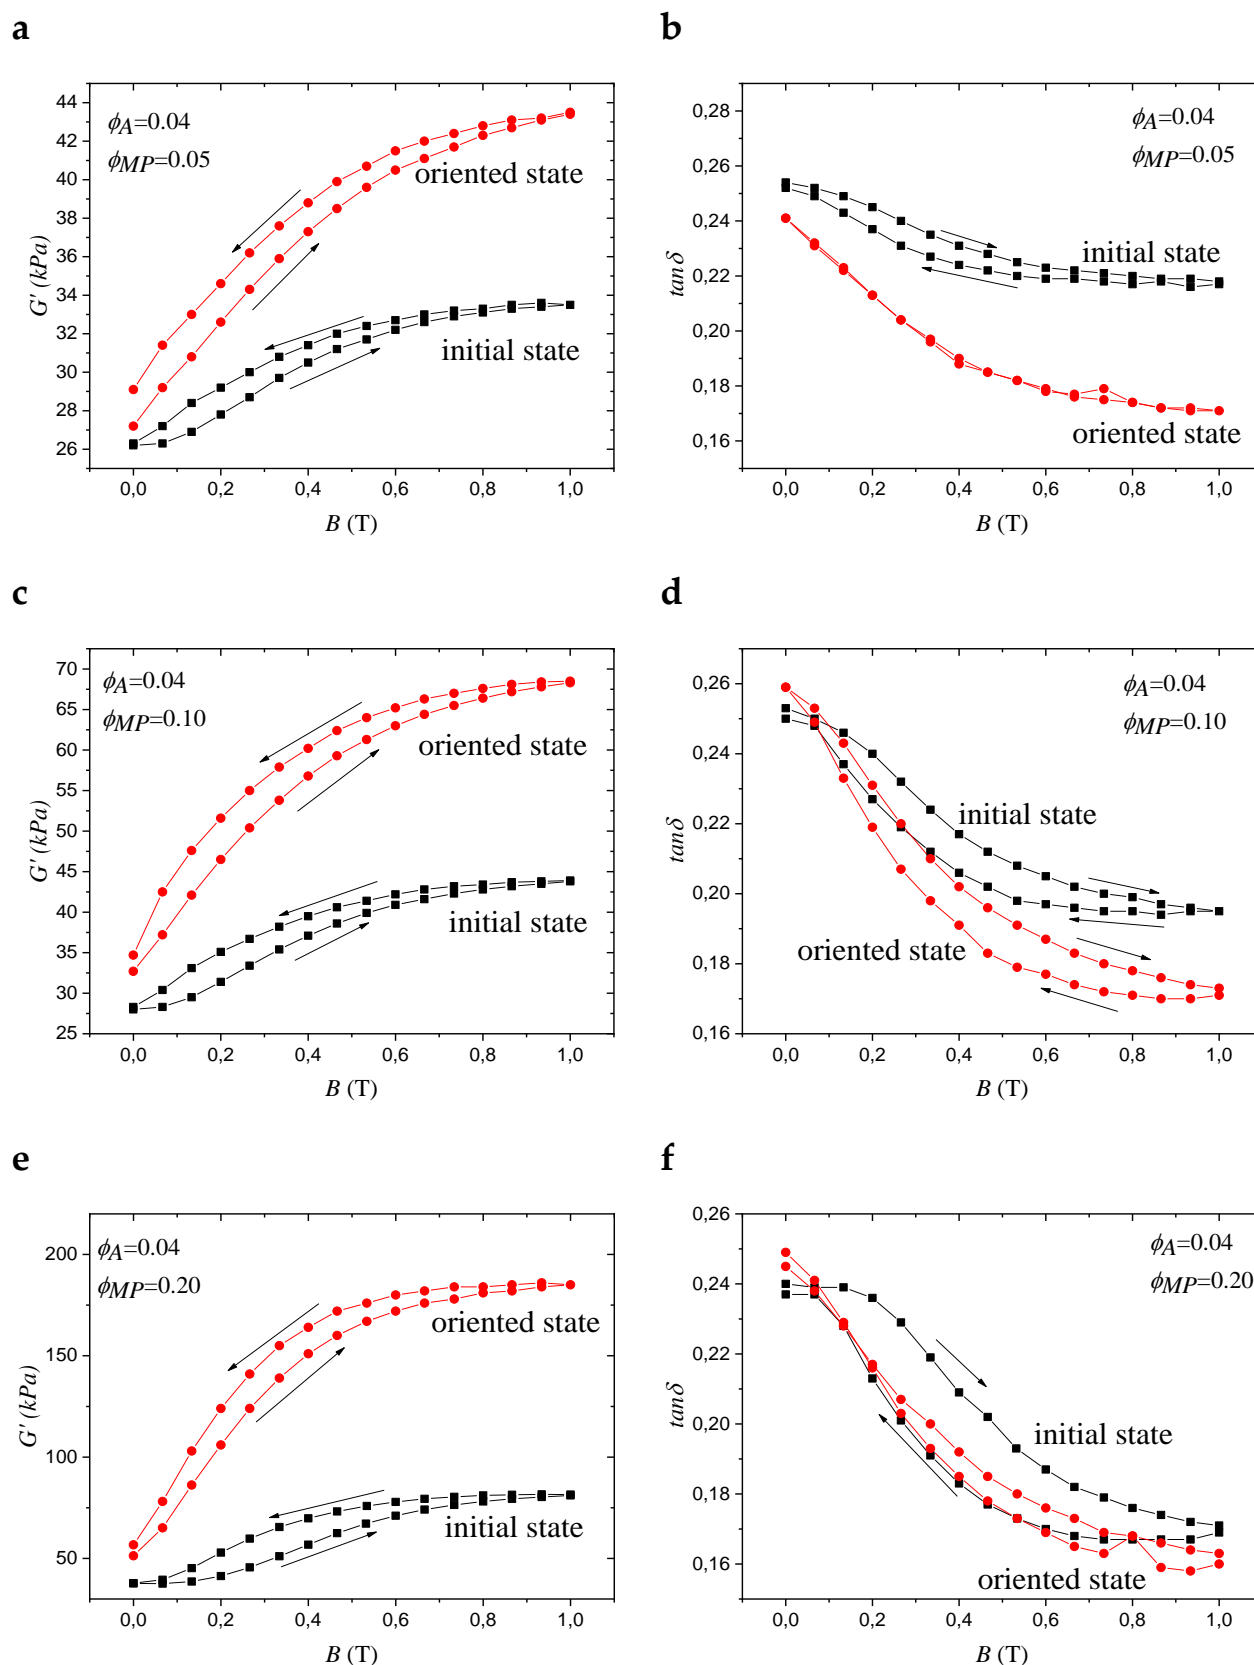 a
44
42
40
38
36
34
32
30
28
26
G' (kPa)
ϕA=0.04
ϕMP=0.05
oriented state
initial state
0,0 0,2 0,4 0,6 0,8 1,0
B (T)
b
0,28
0,26
0,24
0,22
0,20
0,18
0,16
tanδ
ϕA=0.04
ϕMP=0.05
initial state
oriented state
0,0 0,2 0,4 0,6 0,8 1,0
B (T)
c
70
65
60
55
50
45
40
35
30
25
G' (kPa)
ϕA=0.04
ϕMP=0.10
oriented state
initial state
0,0 0,2 0,4 0,6 0,8 1,0
B (T)
d
0,26
0,24
0,22
0,20
0,18
0,16
tanδ
ϕA=0.04
ϕMP=0.10
initial state
oriented state
0,0 0,2 0,4 0,6 0,8 1,0
B (T)
e
200
150
100
50
G' (kPa)
ϕA=0.04
ϕMP=0.20
oriented state
initial state
0,0 0,2 0,4 0,6 0,8 1,0
B (T)
f
0,26
0,24
0,22
0,20
0,18
0,16
tanδ
ϕA=0.04
ϕMP=0.20
initial state
oriented state
0,0 0,2 0,4 0,6 0,8 1,0
B (T)